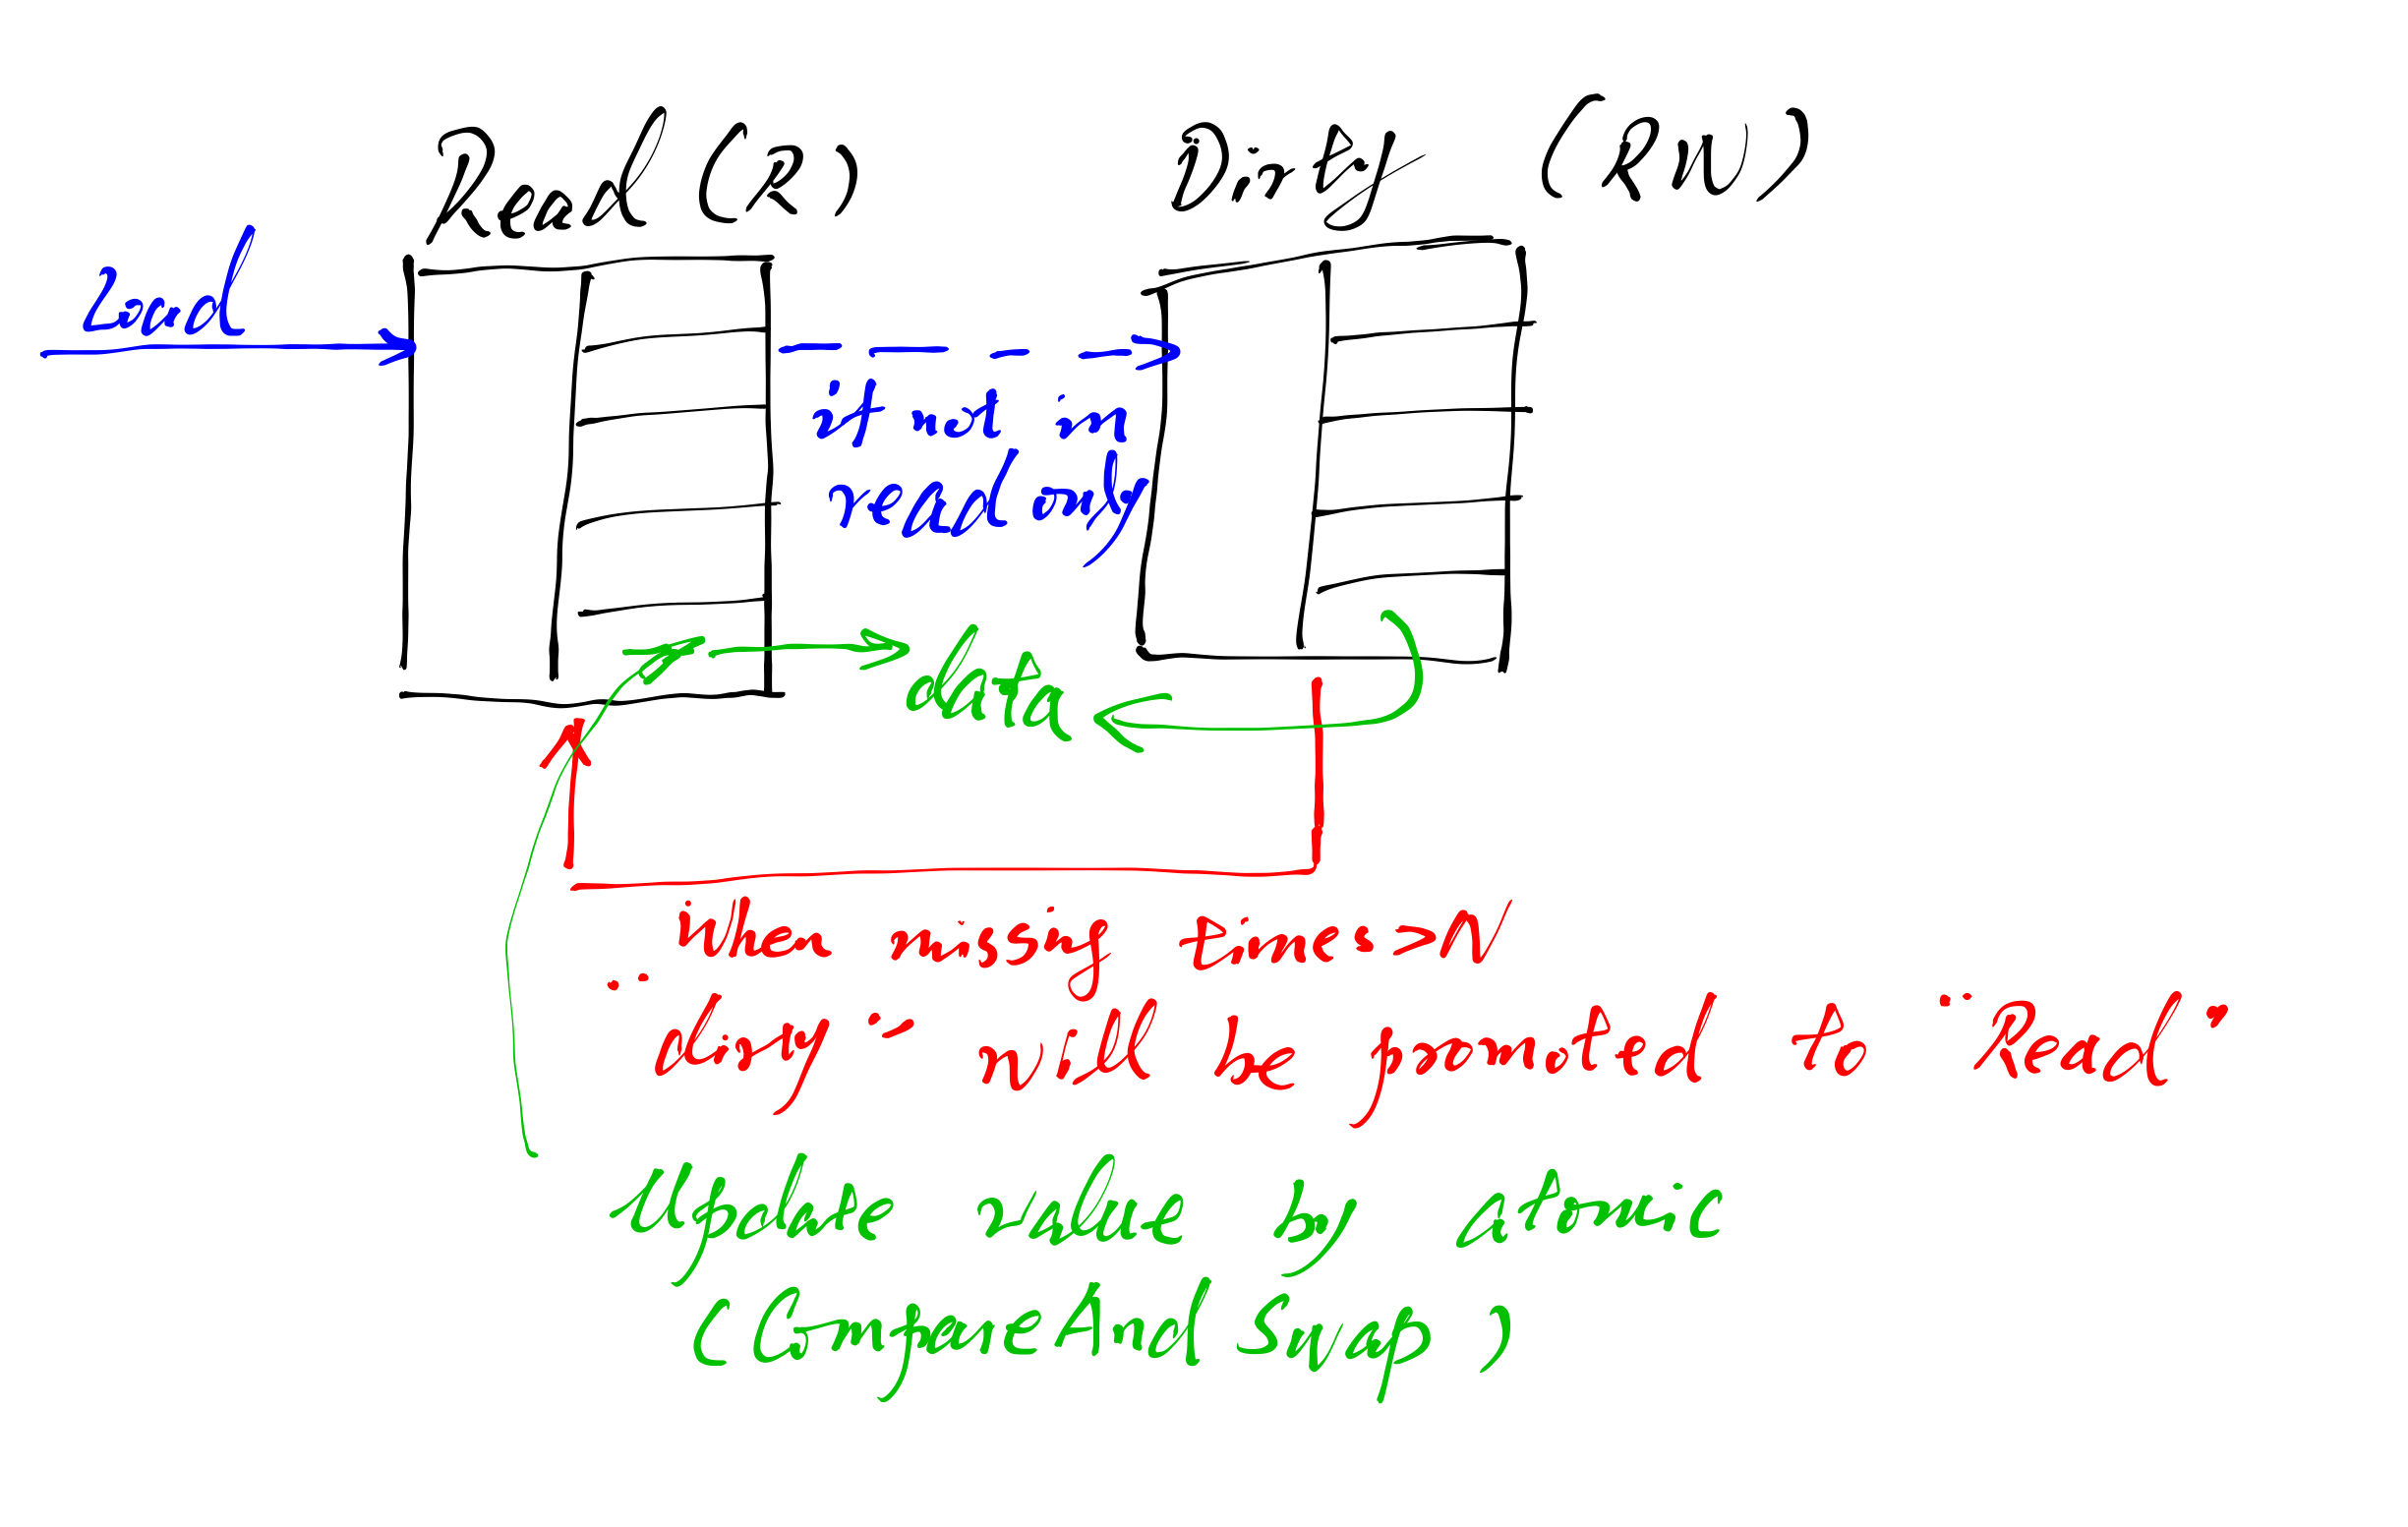 Read (R)
Dirty (RW)
Load
if not in
read only
data
when missing times > N
"dirty" will be promoted to "Read"
update value by atomic
(CompareAndSwap)